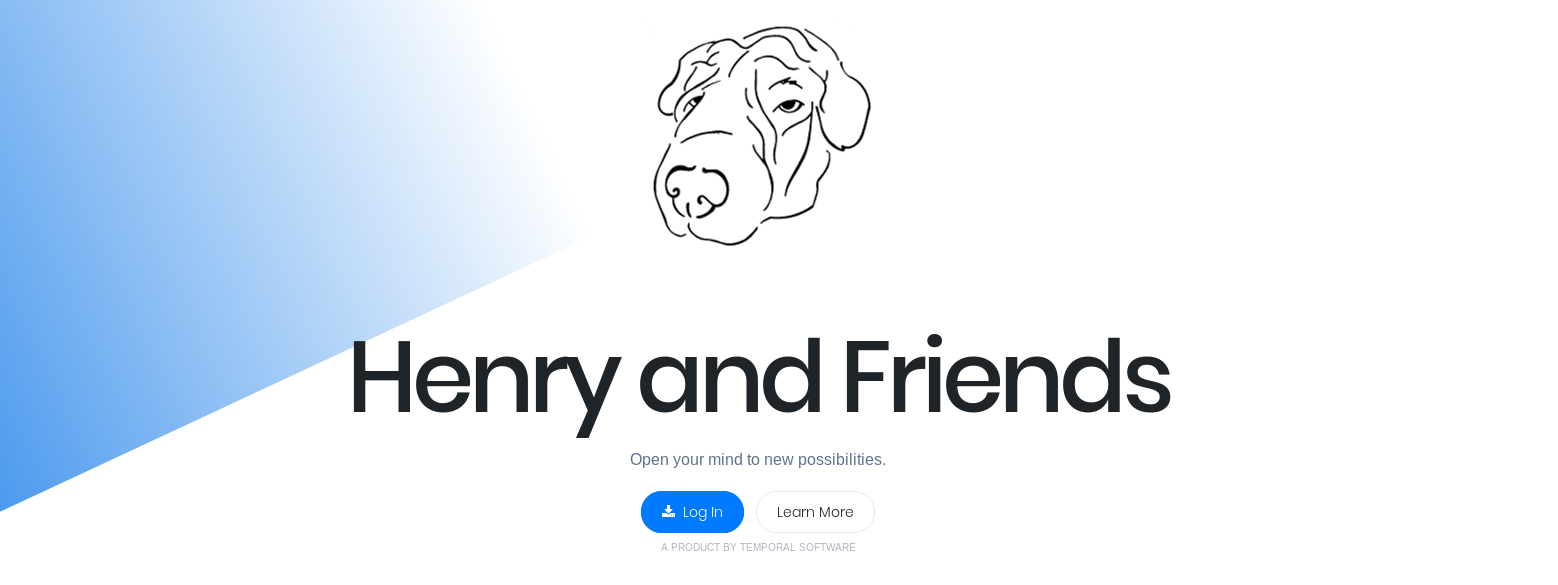 Henry and Friends
Open your mind to new possibilities.
Log In
Learn More
A PRODUCT BY TEMPORAL SOFTWARE